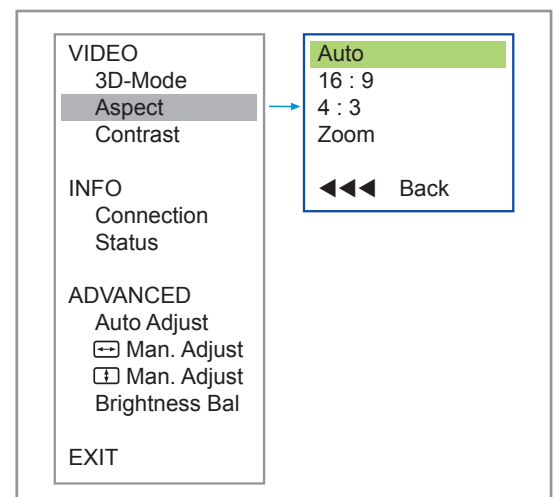 VIDEO
3D-Mode
Aspect
Contrast
INFO
Connection
Status
ADVANCED
Auto Adjust
Man. Adjust
Man. Adjust
Brightness Bal
EXIT
Auto
16 : 9
4 : 3
Zoom
Back